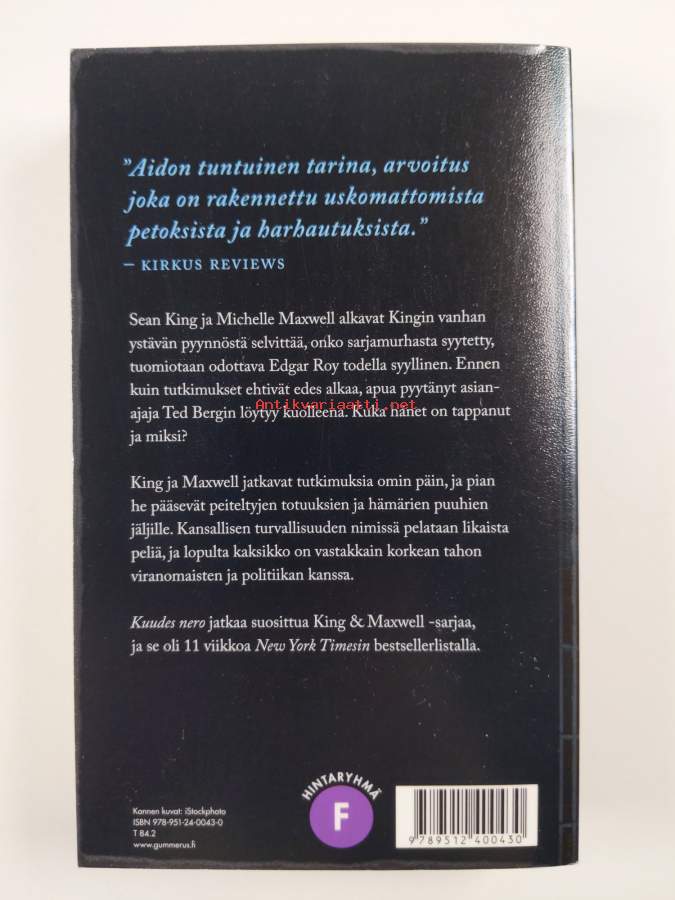 "Aidon tuntuinen tarina, arvoitus
joka on rakennettu uskomattomista
petoksista ja harhautuksista."
– KIRKUS REVIEWS
Sean King ja Michelle Maxwell alkavat Kingin vanhan
ystävän pyynnöstä selvittää, onko sarjamurhasta syytetty,
tuomiotaan odottava Edgar Roy todella syyllinen. Ennen
kuin tutkimukset ehtivät edes alkaa, apua pyytänyt asian-
Antikvariaatti.net
ajaja Ted Bergin löytyy kuolleena. Kuka hänet on tappanut
ja miksi?
King ja Maxwell jatkavat tutkimuksia omin päin, ja pian
he pääsevät peiteltyjen totuuksien ja hämärien puuhien
jäljille. Kansallisen turvallisuuden nimissä pelataan likaista
peliä, ja lopulta kaksikko on vastakkain korkean tahon
viranomaisten ja politiikan kanssa.
Kuudes nero jatkaa suosittua King & Maxwell -sarjaa,
ja se oli 11 viikkoa New York Timesin bestsellerlistalla.
HINTARYHMÄ
F
Kannen kuvat: iStockphoto
ISBN 978-951-24-0043-0
T 84.2
www.gummerus.fi
9 789512 400430